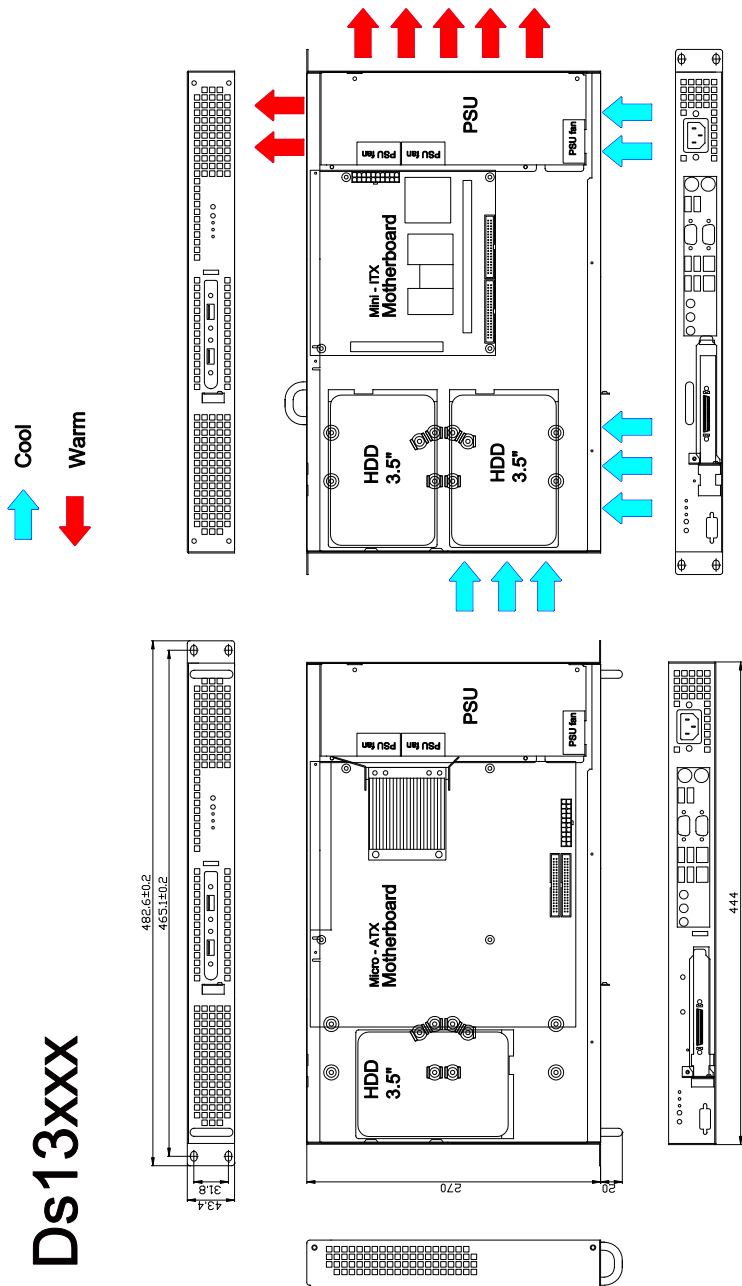 Ds13xxx
Cool
Warm
482.6±0.2
465.1±0.2
31.8
43.4
HDD
3.5"
Micro - ATX
Motherboard
PSU fan
PSU fan
PSU
PSU fan
270
20
444
HDD
3.5"
HDD
3.5"
Mini - ITX
Motherboard
PSU fan
PSU fan
PSU
PSU fan